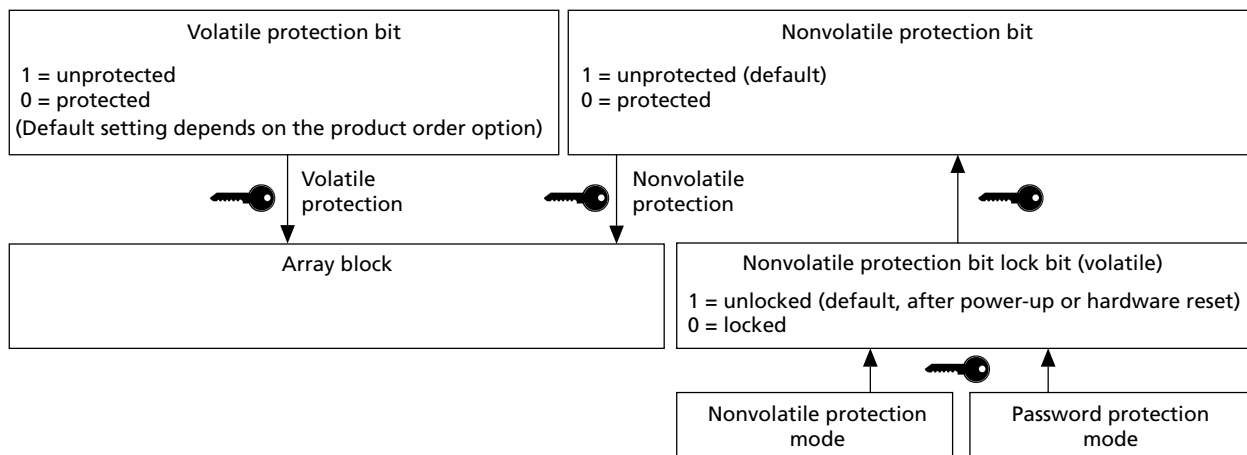 Volatile protection bit
1 = unprotected
0 = protected
(Default setting depends on the product order option)
Nonvolatile protection bit
1 = unprotected (default)
0 = protected
Volatile
protection
Nonvolatile
protection
Array block
Nonvolatile protection bit lock bit (volatile)
1 = unlocked (default, after power-up or hardware reset)
0 = locked
Nonvolatile protection
mode
Password protection
mode